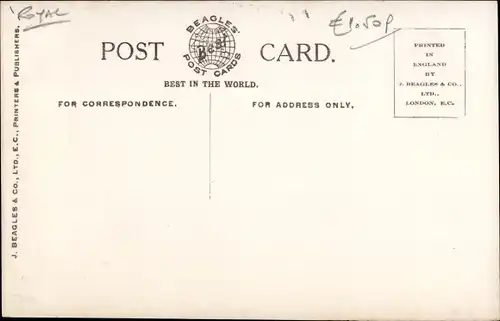 ROYAL
£1.50p
BEAGLES'
Best
POST CARDS
POST CARD.
BEST IN THE WORLD.
FOR CORRESPONDENCE.
FOR ADDRESS ONLY.
PRINTED
IN
ENGLAND
BY
J. BEAGLES & CO.,
LTD.,
LONDON, E.C.
J. BEAGLES & CO., LTD., E.C., PRINTERS & PUBLISHERS.